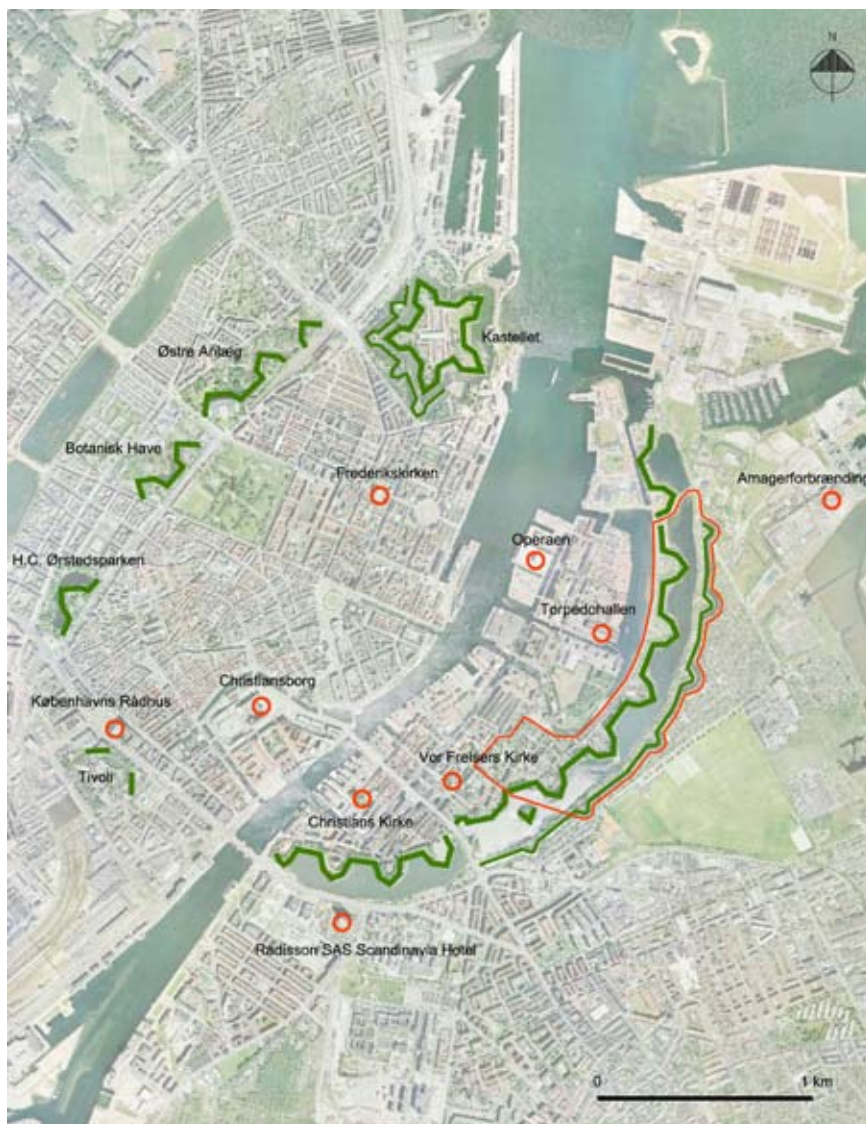 N
Kastellet
Østre Anlæg
Botanisk Have
Frederikskirken
Amagerforbrænding
Operaen
H.C. Ørstedsparken
Torpedohallen
Christiansborg
Københavns Rådhus
Vor Frelsers Kirke
Tivoli
Christians Kirke
Radisson SAS Scandinavia Hotel
0 1 km